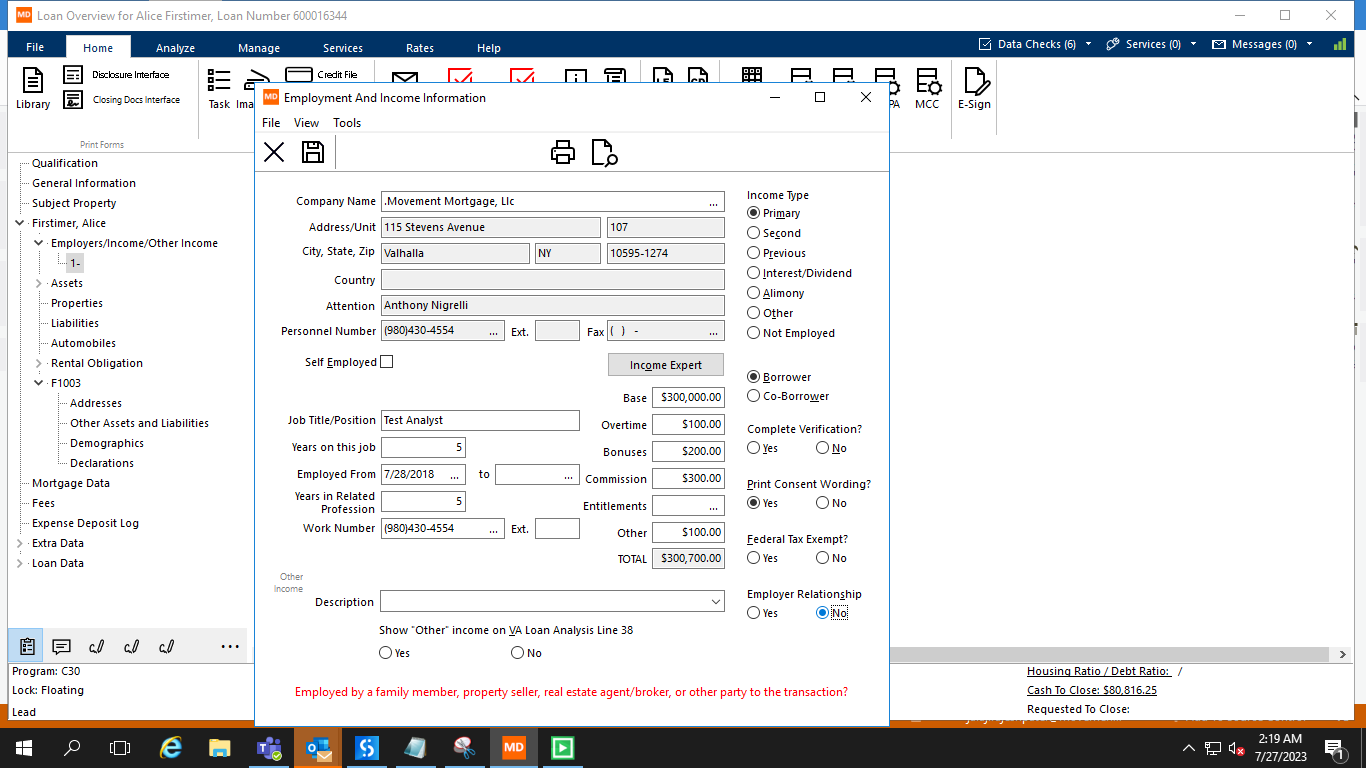 MD Loan Overview for Alice Firstimer, Loan Number 600016344
File Home Analyze Manage Services Rates Help Data Checks (6) Services (0) Messages (0)
Library
Disclosure Interface
Closing Docs Interface
Task
Credit File
MCC
E-Sign
Print Forms
Qualification
General Information
Subject Property
Firstimer, Alice
Employers/Income/Other Income
1-
Assets
Properties
Liabilities
Automobiles
Rental Obligation
F1003
Addresses
Other Assets and Liabilities
Demographics
Declarations
Mortgage Data
Fees
Expense Deposit Log
Extra Data
Loan Data
Program: C30
Lock: Floating
Lead
MD Employment And Income Information
File View Tools
Company Name .Movement Mortgage, Llc ...
Address/Unit 115 Stevens Avenue 107
City, State, Zip Valhalla NY 10595-1274
Country
Attention Anthony Nigrelli
Personnel Number (980)430-4554 ... Ext. Fax ( ) - ...
Self Employed
Income Expert
Base $300,000.00
Job Title/Position Test Analyst
Overtime $100.00
Years on this job 5
Bonuses $200.00
Employed From 7/28/2018 ... to ...
Commission $300.00
Years in Related
Profession 5
Entitlements ...
Work Number (980)430-4554 ... Ext.
Other $100.00
TOTAL $300,700.00
Other
Income
Description
Show "Other" income on VA Loan Analysis Line 38
Yes No
Employed by a family member, property seller, real estate agent/broker, or other party to the transaction?
Income Type
Primary
Second
Previous
Interest/Dividend
Alimony
Other
Not Employed
Borrower
Co-Borrower
Complete Verification?
Yes No
Print Consent Wording?
Yes No
Federal Tax Exempt?
Yes No
Employer Relationship
Yes No
Housing Ratio / Debt Ratio: /
Cash To Close: $80,816.25
Requested To Close:
MD
2:19 AM
7/27/2023
1